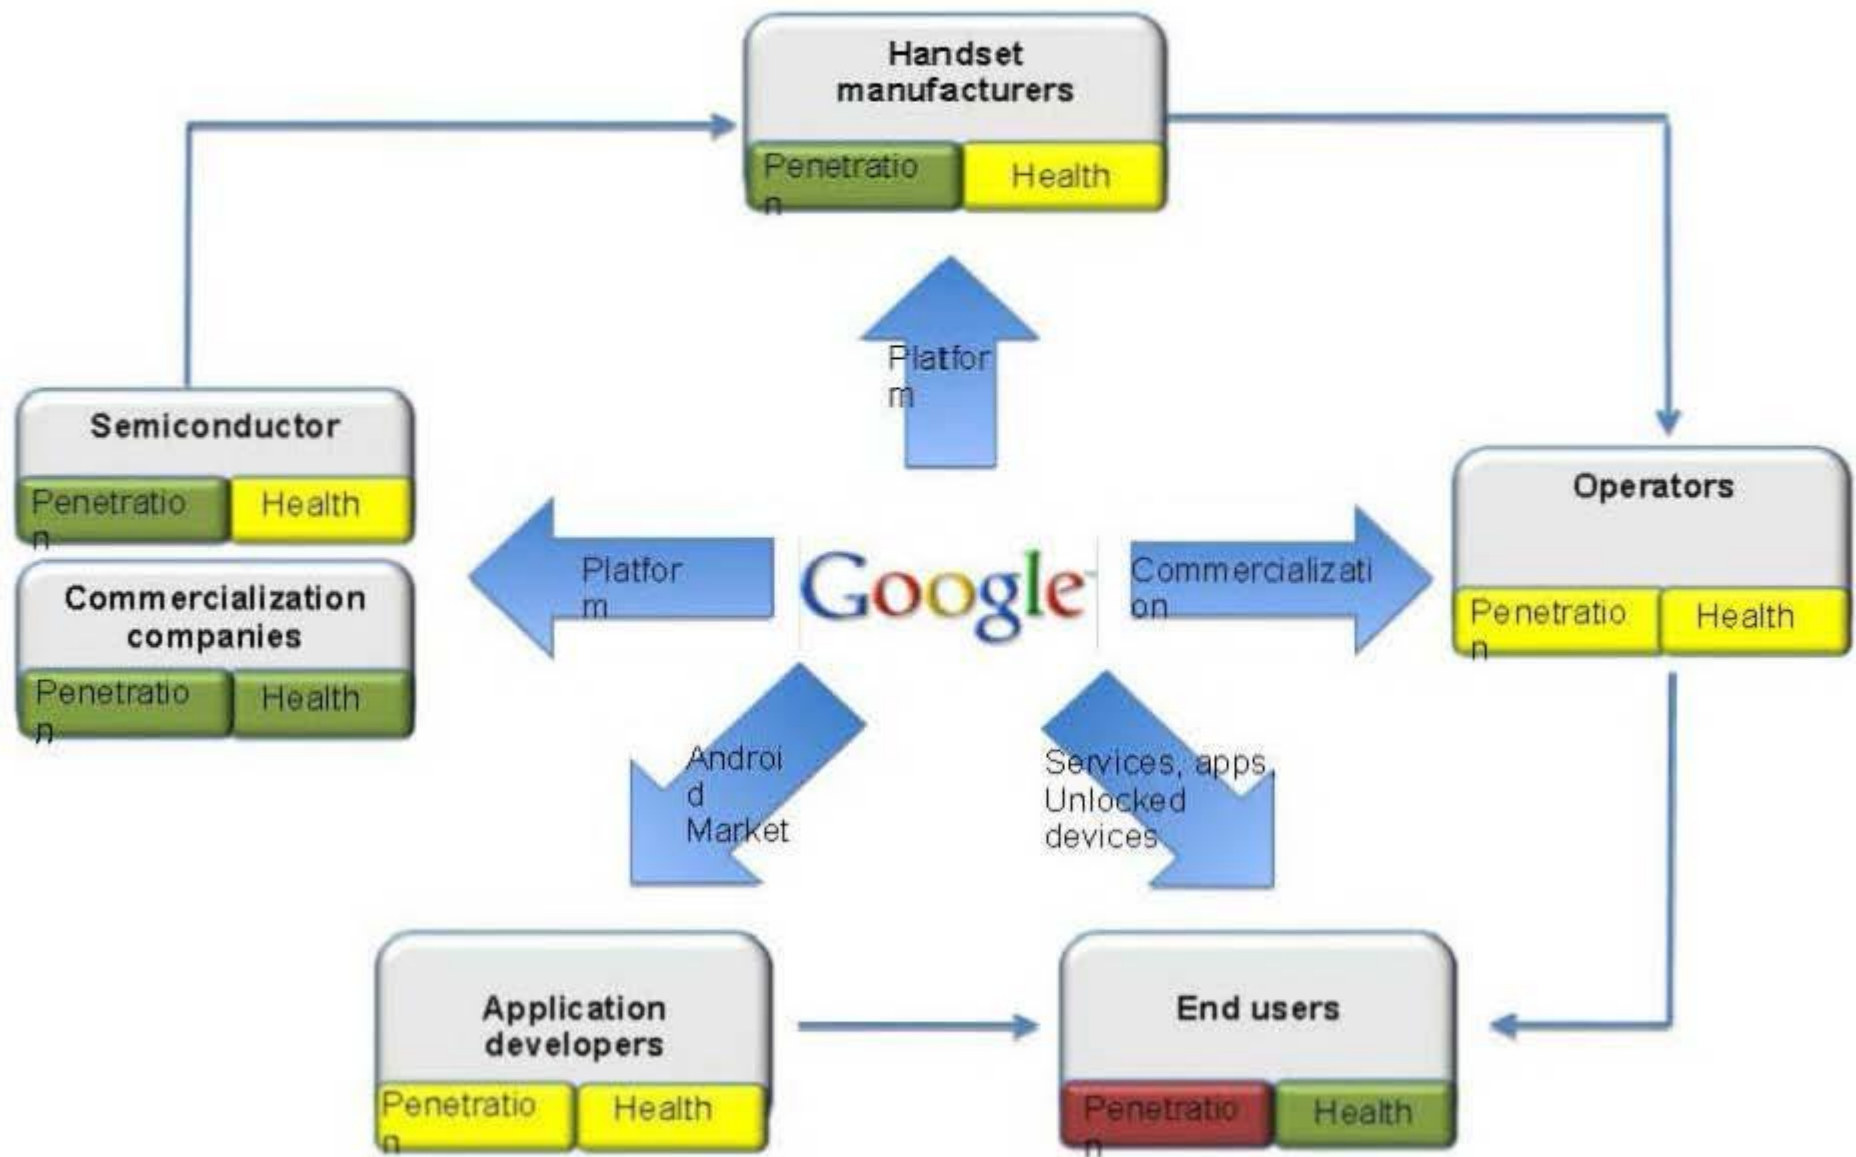 Handset
manufacturers
Penetratio
n
Health
Platfor
m
Semiconductor
Penetratio
n
Health
Commercialization
companies
Penetratio
n
Health
Platfor
m
Google
Commercializati
on
Operators
Penetratio
n
Health
Androi
d
Market
Services, apps,
Unlocked
devices
Application
developers
Penetratio
n
Health
End users
Penetratio
n
Health